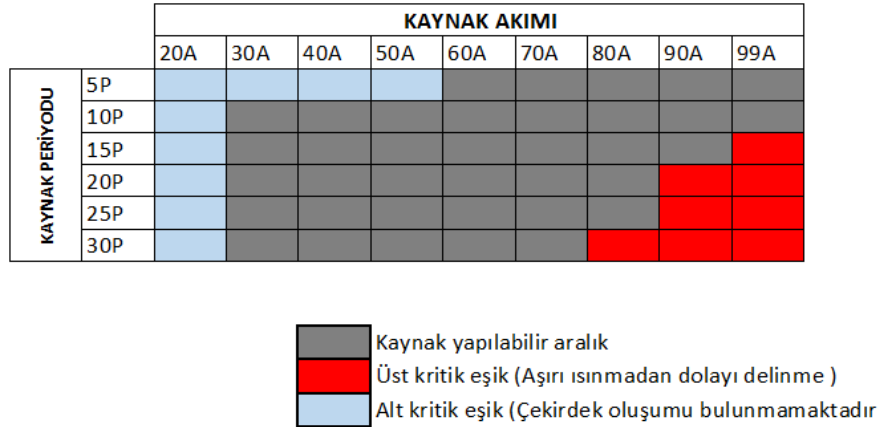 KAYNAK AKIMI
20A 30A 40A 50A 60A 70A 80A 90A 99A
KAYNAK PERİYODU
5P
10P
15P
20P
25P
30P
Kaynak yapılabilir aralık
Üst kritik eşik (Aşırı ısınmadan dolayı delinme )
Alt kritik eşik (Çekirdek oluşumu bulunmamaktadır